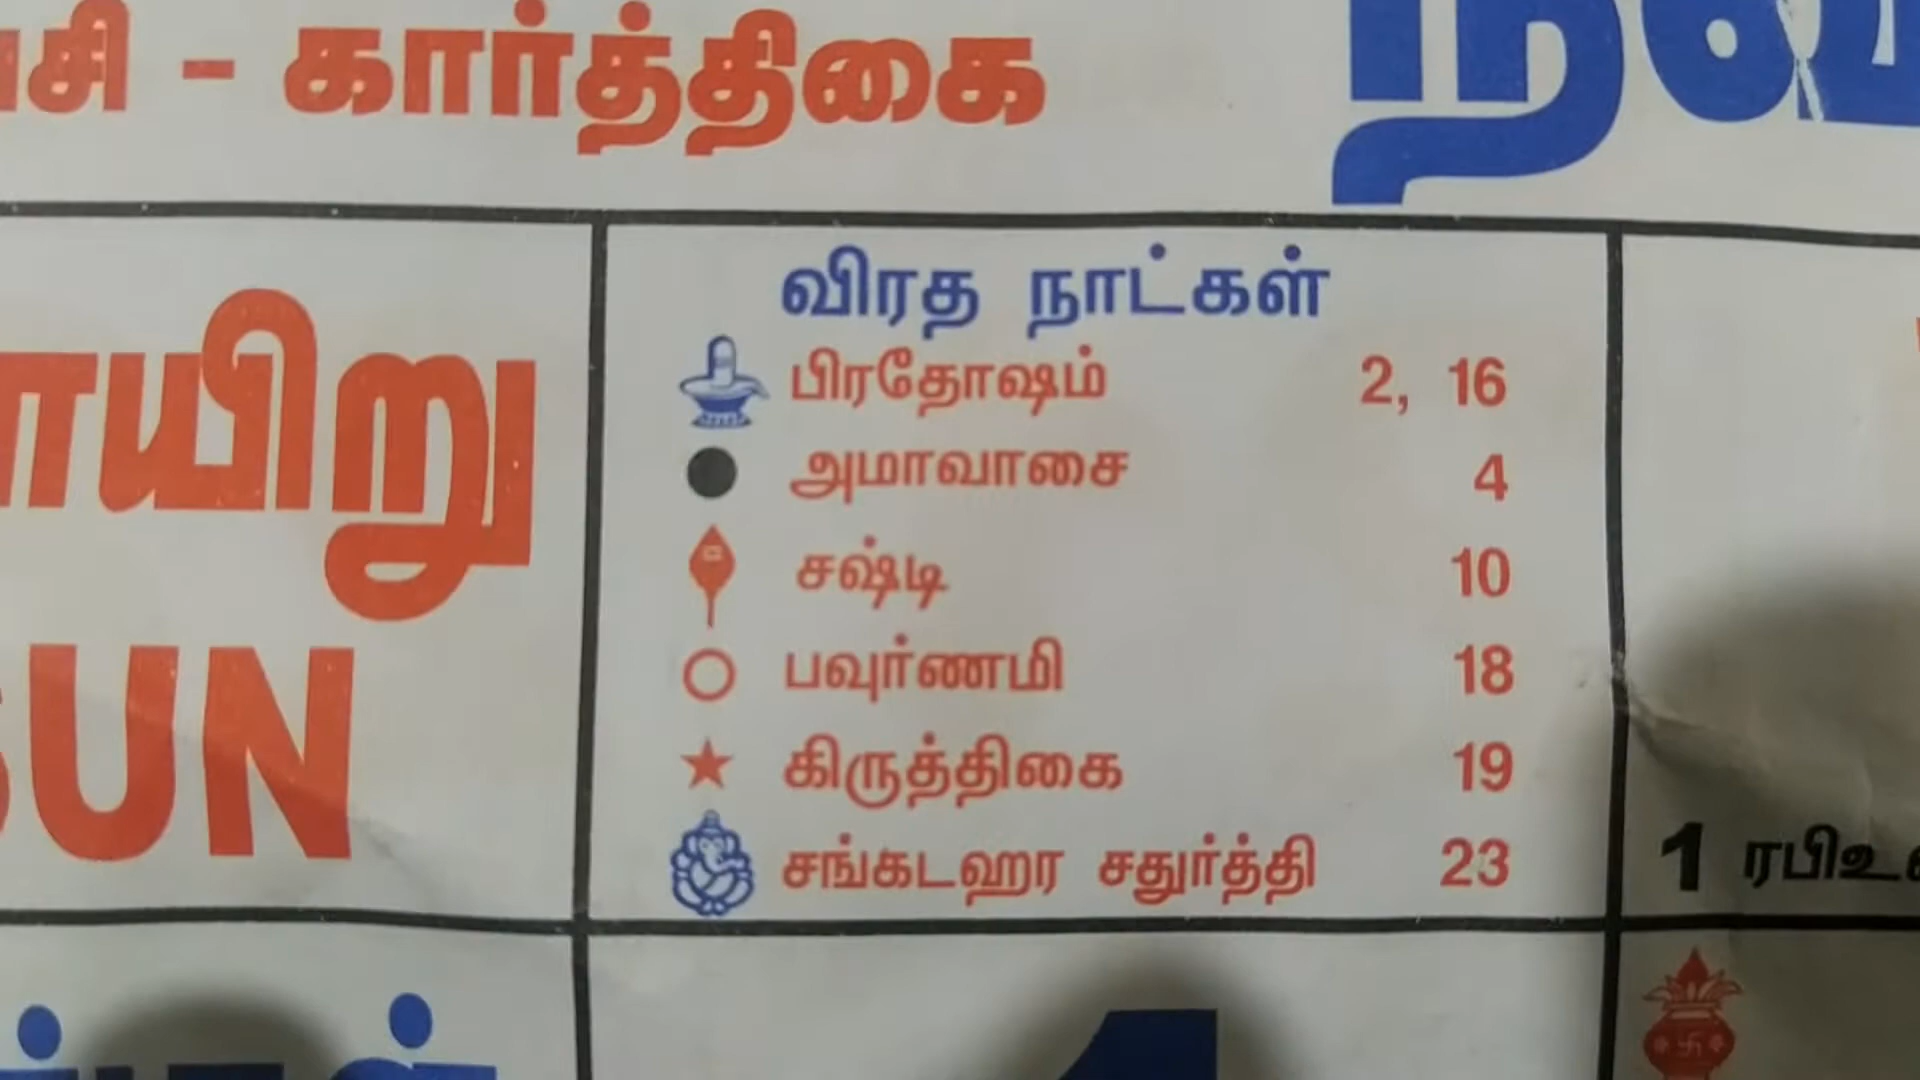 - கார்த்திகை
விரத நாட்கள்
பிரதோஷம் 2, 16
அமாவாசை 4
சஷ்டி 10
பவுர்ணமி 18
கிருத்திகை 19
சங்கடஹர சதுர்த்தி 23
SUN
1
1